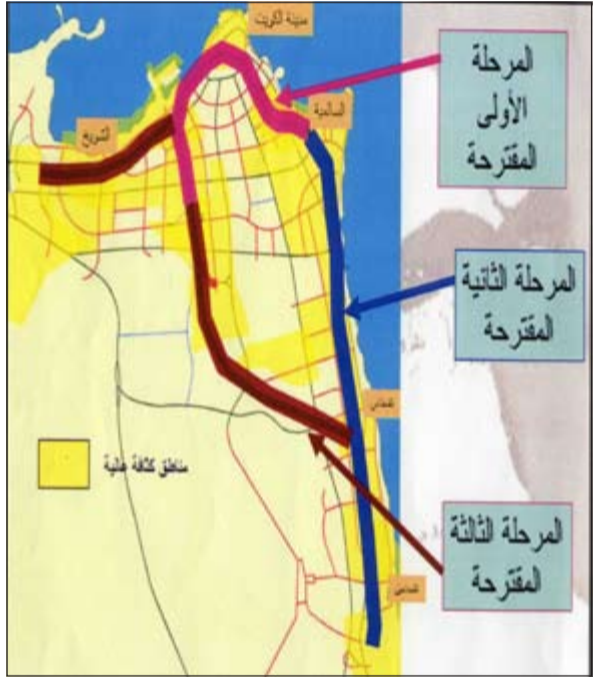 مدينة الكويت
المرحلة
الأولى
المقترحة
السالمية
الشويخ
المرحلة الثانية
المقترحة
مناطق كثافة عالية
المرحلة الثالثة
المقترحة